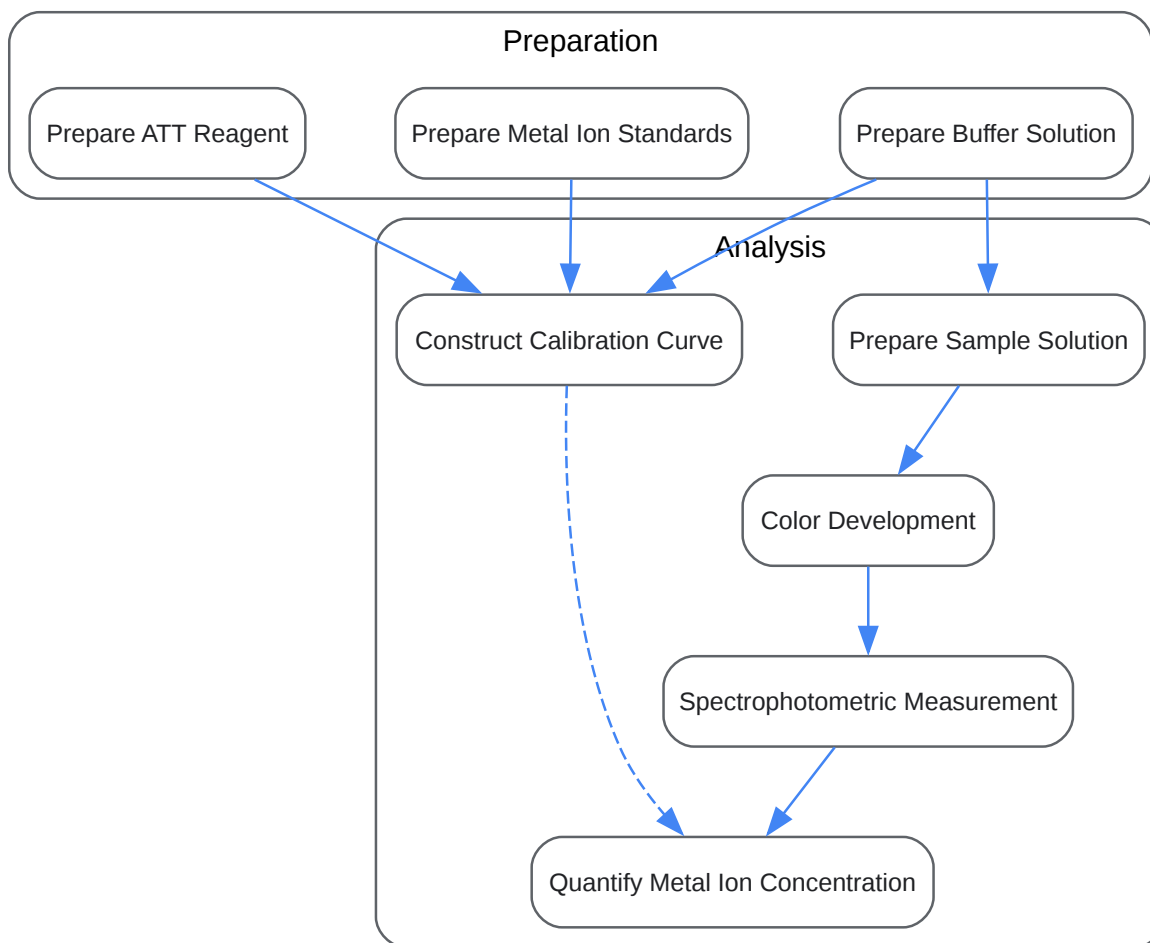 Preparation
Prepare ATT Reagent
Prepare Metal Ion Standards
Prepare Buffer Solution
Analysis
Construct Calibration Curve
Prepare Sample Solution
Color Development
Spectrophotometric Measurement
Quantify Metal Ion Concentration